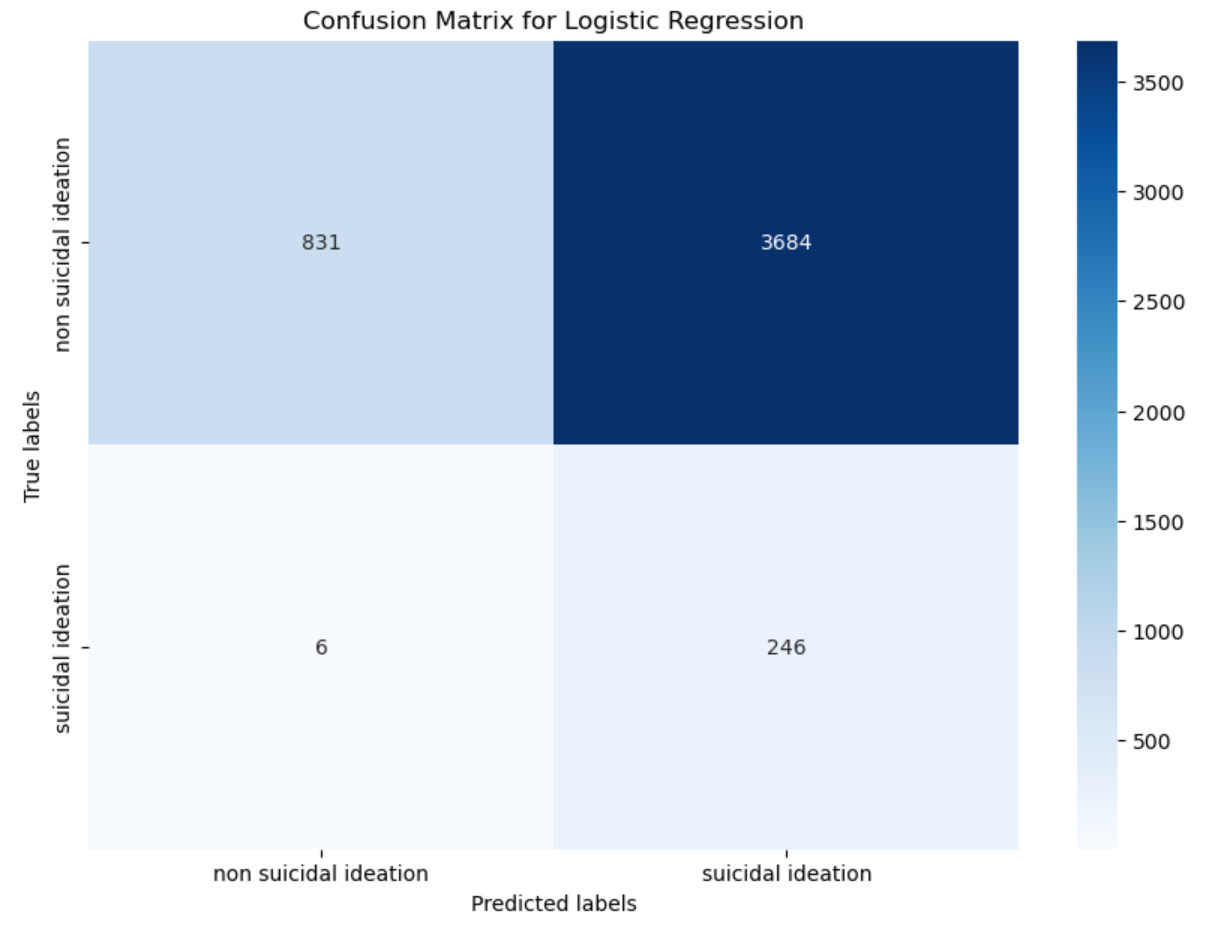 Confusion Matrix for Logistic Regression
True labels
non suicidal ideation
suicidal ideation
831
3684
6
246
non suicidal ideation
suicidal ideation
Predicted labels
3500
3000
2500
2000
1500
1000
500